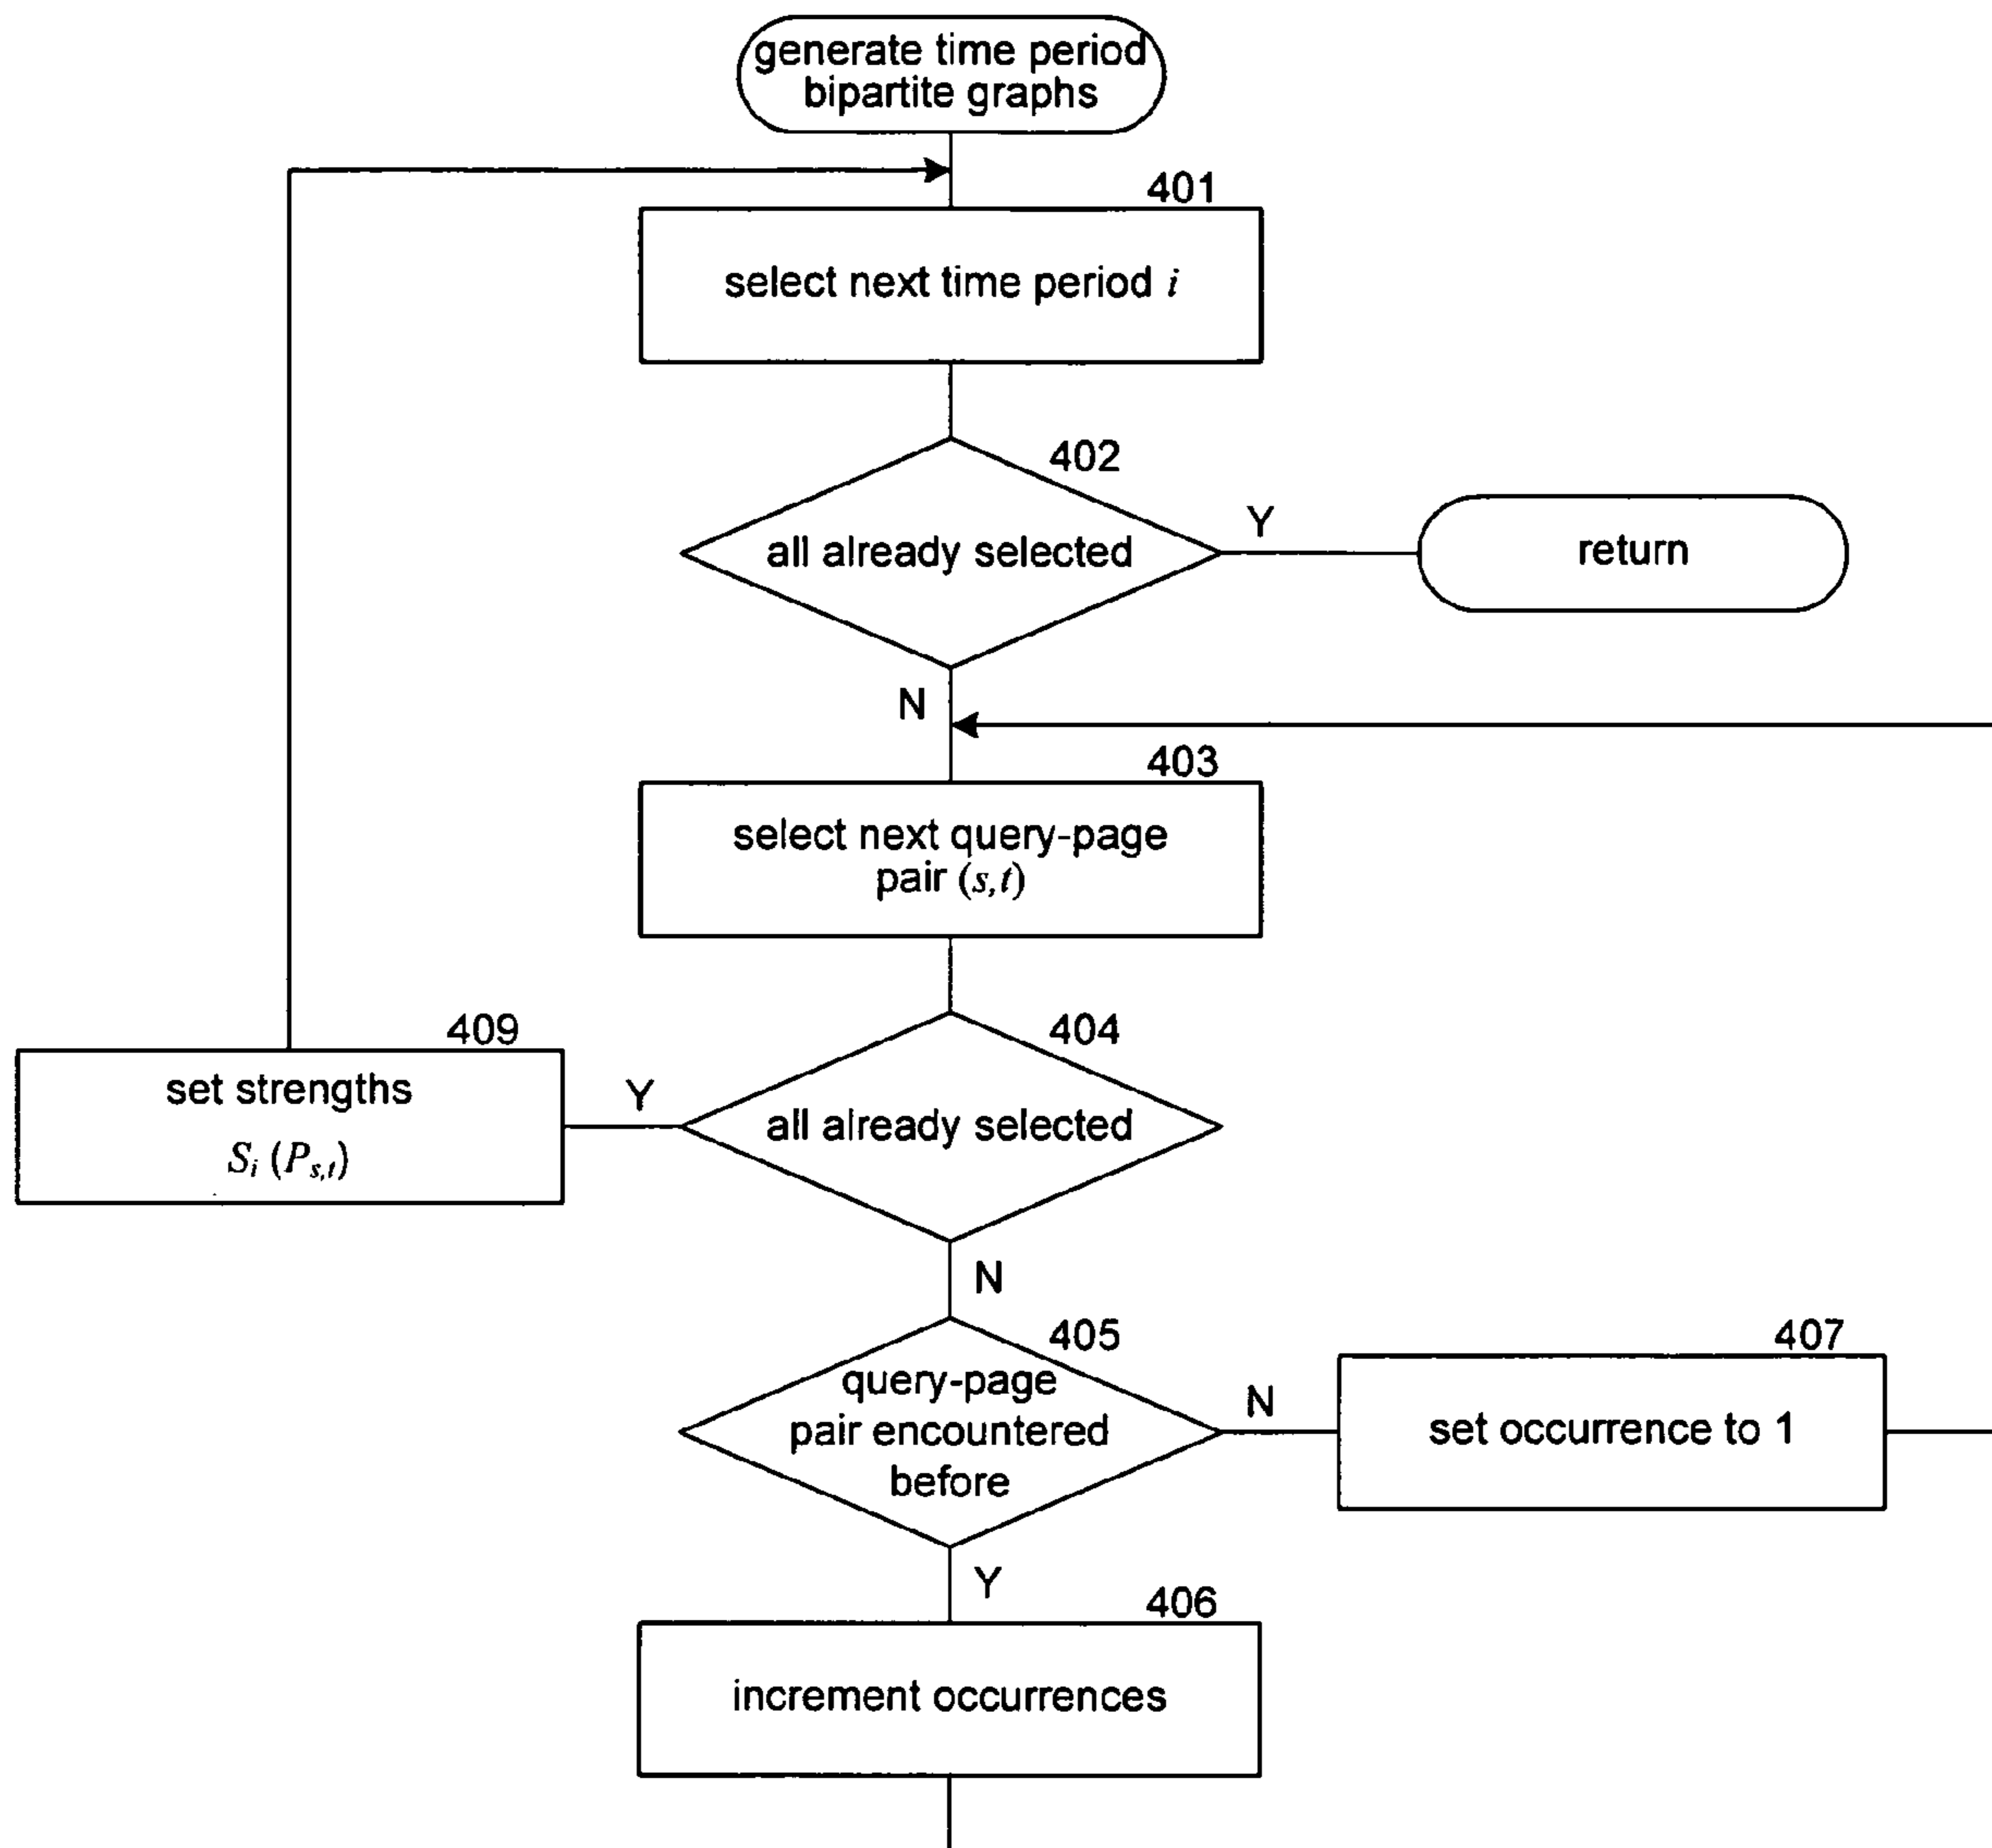 generate time period
bipartite graphs
401
select next time period i
402
all already selected
Y
return
N
403
select next query-page
pair (s,t)
409
set strengths
S_i (P_{s,t})
Y
404
all already selected
N
405
query-page
pair encountered
before
N
407
set occurrence to 1
Y
406
increment occurrences